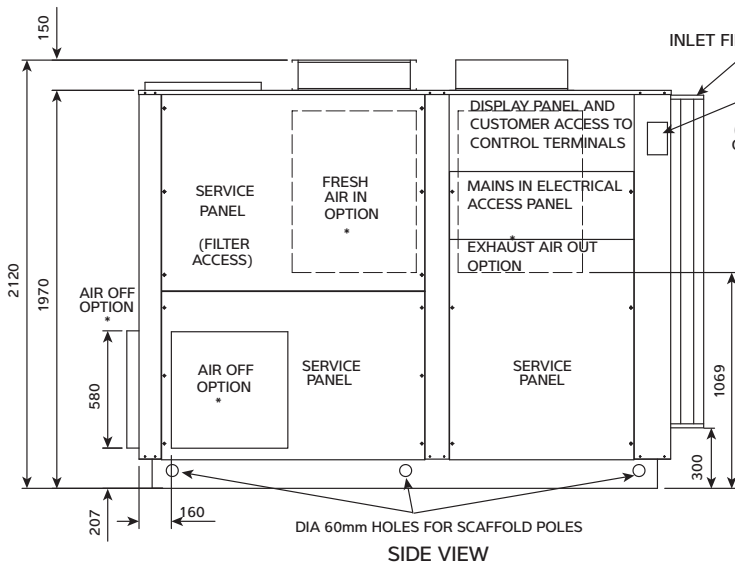 150
INLET FI
2120
1970
DISPLAY PANEL AND
CUSTOMER ACCESS TO
CONTROL TERMINALS
SERVICE
PANEL
(FILTER
ACCESS)
FRESH
AIR IN
OPTION
*
MAINS IN ELECTRICAL
ACCESS PANEL
*
EXHAUST AIR OUT
OPTION
AIR OFF
OPTION
*
580
AIR OFF
OPTION
*
SERVICE
PANEL
SERVICE
PANEL
1069
300
207
160
DIA 60mm HOLES FOR SCAFFOLD POLES
SIDE VIEW